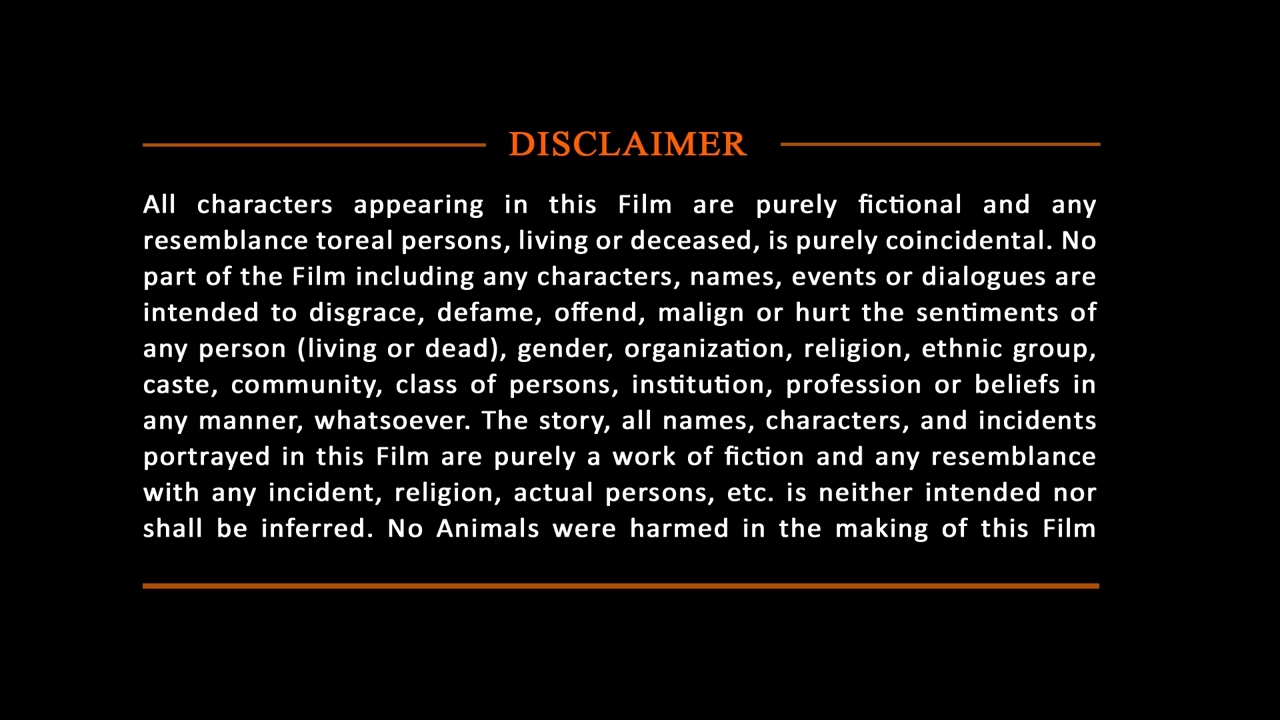 DISCLAIMER
All characters appearing in this Film are purely fictional and any
resemblance toreal persons, living or deceased, is purely coincidental. No
part of the Film including any characters, names, events or dialogues are
intended to disgrace, defame, offend, malign or hurt the sentiments of
any person (living or dead), gender, organization, religion, ethnic group,
caste, community, class of persons, institution, profession or beliefs in
any manner, whatsoever. The story, all names, characters, and incidents
portrayed in this Film are purely a work of fiction and any resemblance
with any incident, religion, actual persons, etc. is neither intended nor
shall be inferred. No Animals were harmed in the making of this Film